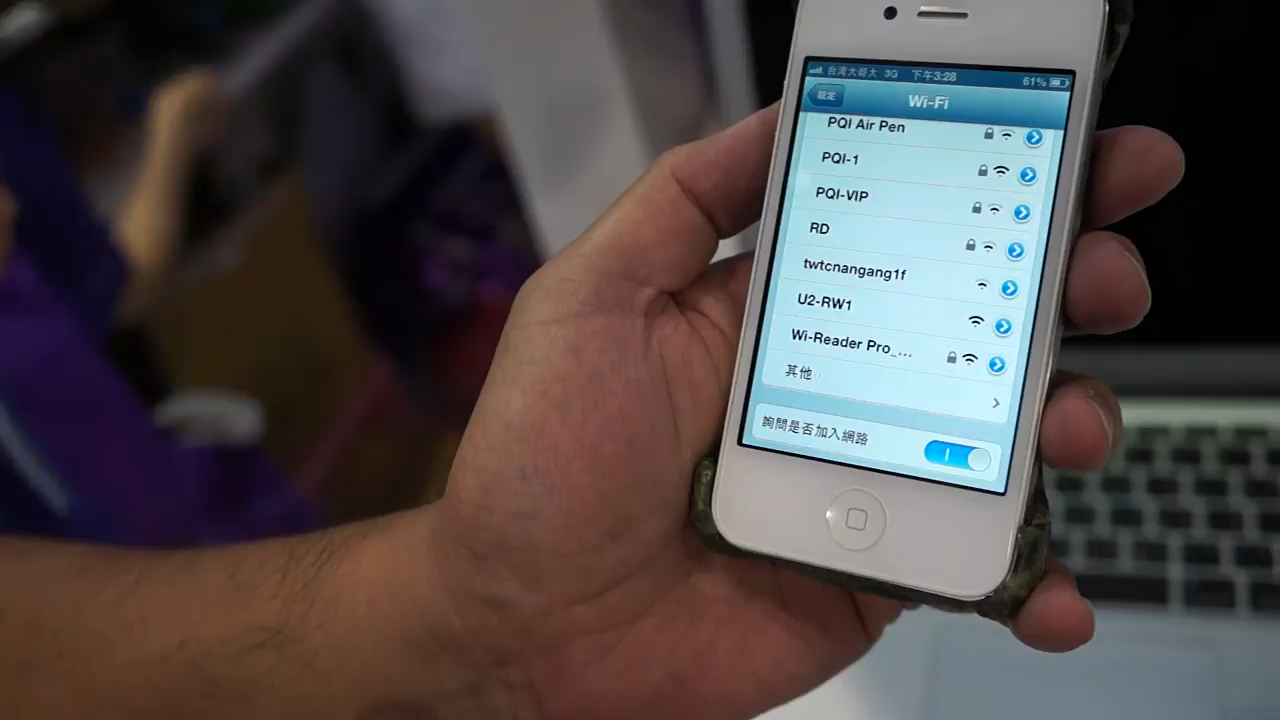 台湾大哥大 3G 下午3:28 61%
設定 Wi-Fi
PQI Air Pen
PQI-1
PQI-VIP
RD
twtcnangang1f
U2-RW1
Wi-Reader Pro_...
其他...
詢問是否加入網路